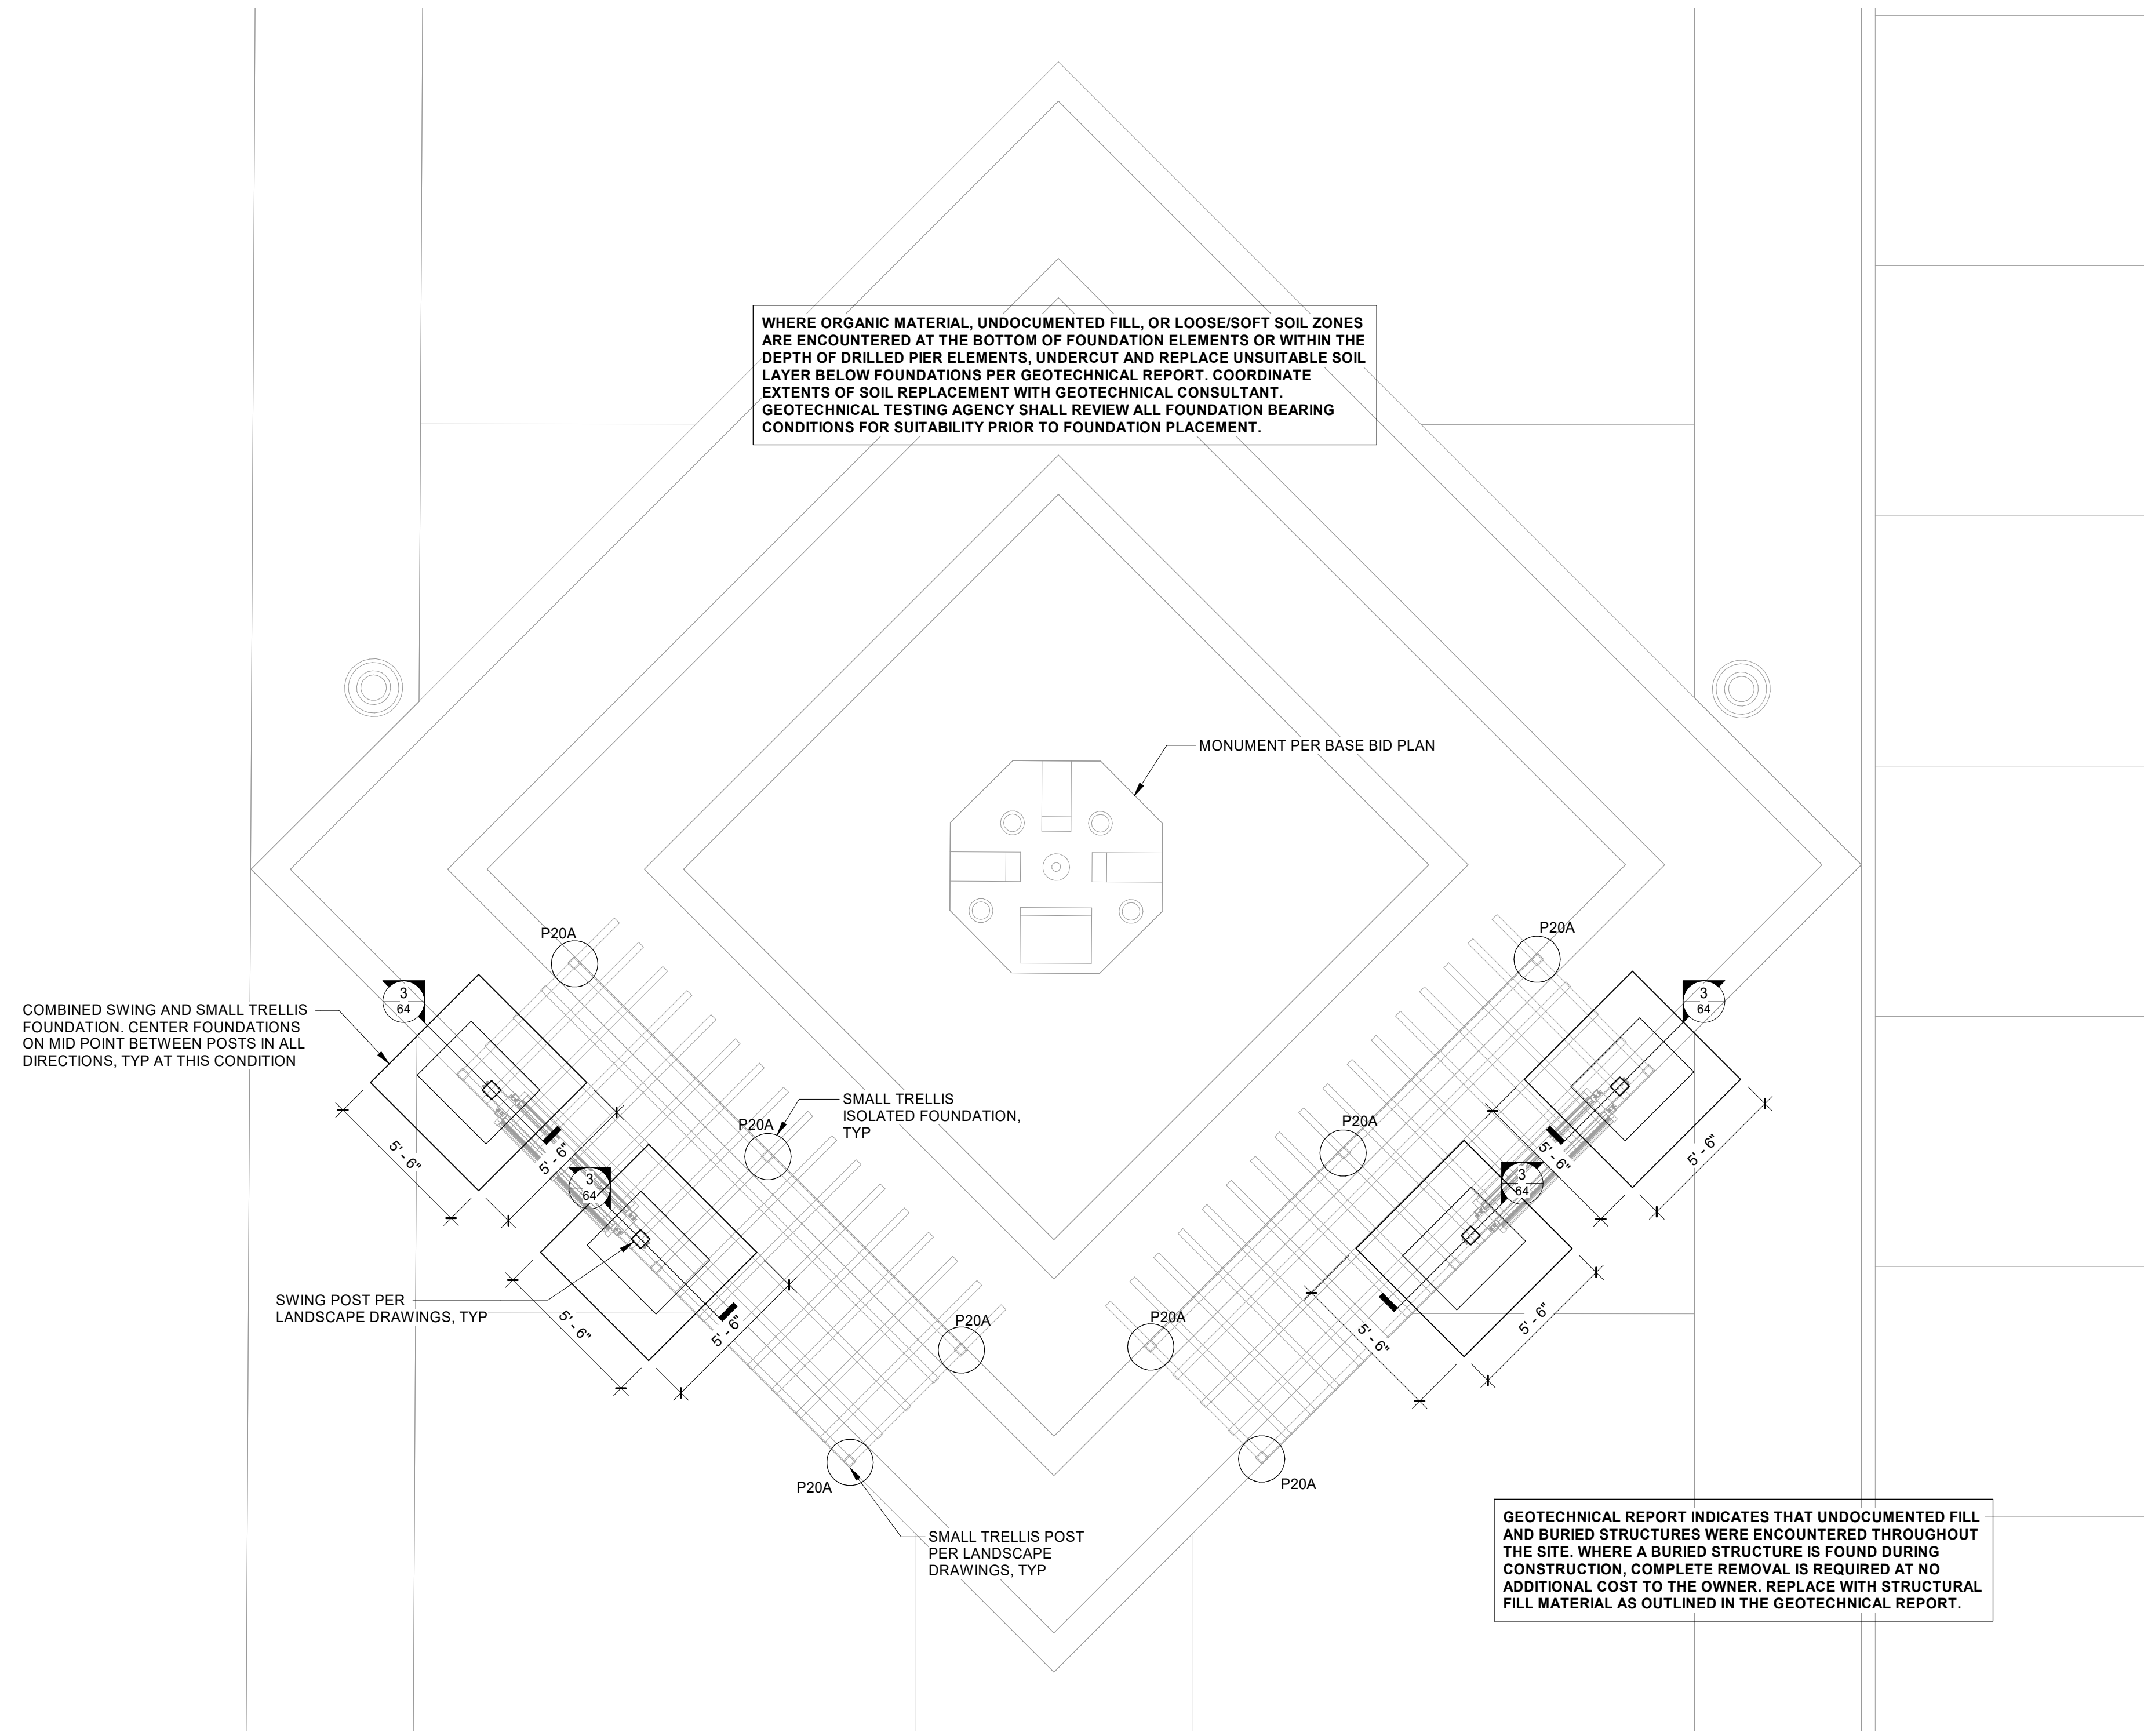 WHERE ORGANIC MATERIAL, UNDOCUMENTED FILL, OR LOOSE/SOFT SOIL ZONES
ARE ENCOUNTERED AT THE BOTTOM OF FOUNDATION ELEMENTS OR WITHIN THE
DEPTH OF DRILLED PIER ELEMENTS, UNDERCUT AND REPLACE UNSUITABLE SOIL
LAYER BELOW FOUNDATIONS PER GEOTECHNICAL REPORT. COORDINATE
EXTENTS OF SOIL REPLACEMENT WITH GEOTECHNICAL CONSULTANT.
GEOTECHNICAL TESTING AGENCY SHALL REVIEW ALL FOUNDATION BEARING
CONDITIONS FOR SUITABILITY PRIOR TO FOUNDATION PLACEMENT.
MONUMENT PER BASE BID PLAN
P20A
P20A
3
64
3
64
COMBINED SWING AND SMALL TRELLIS
FOUNDATION. CENTER FOUNDATIONS
ON MID POINT BETWEEN POSTS IN ALL
DIRECTIONS, TYP AT THIS CONDITION
SMALL TRELLIS
ISOLATED FOUNDATION,
TYP
P20A
P20A
5' - 6"
5' - 6"
5' - 6"
5' - 6"
3
64
3
64
SWING POST PER
LANDSCAPE DRAWINGS, TYP
5' - 6"
5' - 6"
P20A
P20A
5' - 6"
5' - 6"
P20A
P20A
SMALL TRELLIS POST
PER LANDSCAPE
DRAWINGS, TYP
GEOTECHNICAL REPORT INDICATES THAT UNDOCUMENTED FILL
AND BURIED STRUCTURES WERE ENCOUNTERED THROUGHOUT
THE SITE. WHERE A BURIED STRUCTURE IS FOUND DURING
CONSTRUCTION, COMPLETE REMOVAL IS REQUIRED AT NO
ADDITIONAL COST TO THE OWNER. REPLACE WITH STRUCTURAL
FILL MATERIAL AS OUTLINED IN THE GEOTECHNICAL REPORT.